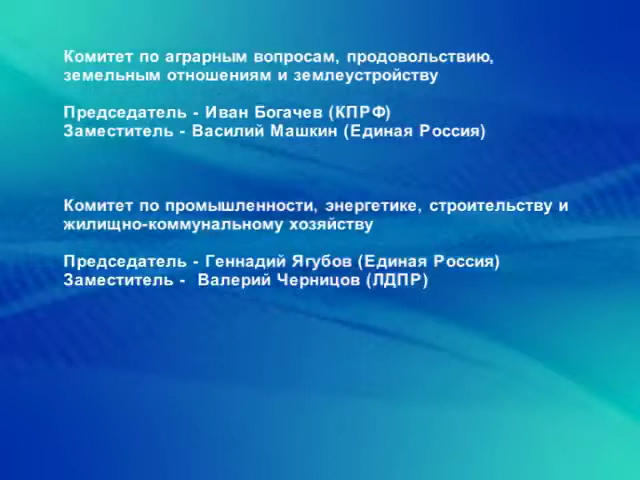 Комитет по аграрным вопросам, продовольствию,
земельным отношениям и землеустройству
Председатель - Иван Богачев (КПРФ)
Заместитель - Василий Машкин (Единая Россия)
Комитет по промышленности, энергетике, строительству и
жилищно-коммунальному хозяйству
Председатель - Геннадий Ягубов (Единая Россия)
Заместитель -  Валерий Черницов (ЛДПР)